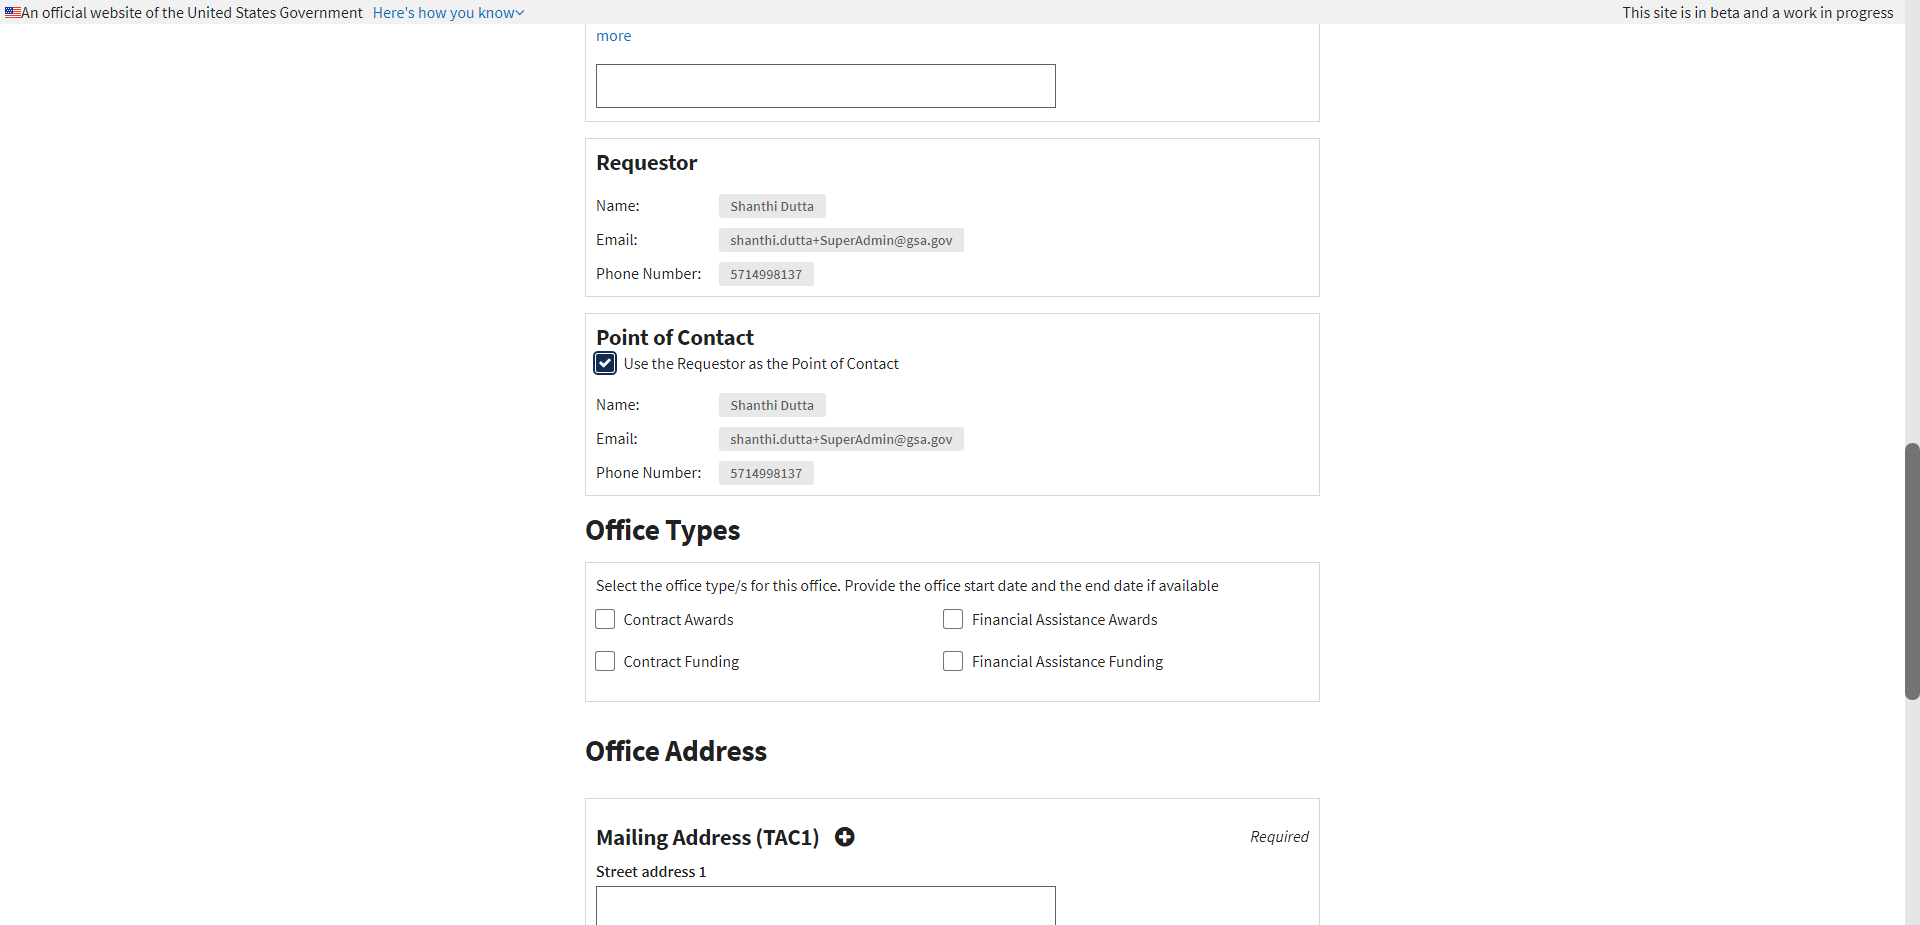 An official website of the United States Government Here's how you know This site is in beta and a work in progress
more
Requestor
Name: Shanthi Dutta
Email: shanthi.dutta+SuperAdmin@gsa.gov
Phone Number: 5714998137
Point of Contact
Use the Requestor as the Point of Contact
Name: Shanthi Dutta
Email: shanthi.dutta+SuperAdmin@gsa.gov
Phone Number: 5714998137
Office Types
Select the office type/s for this office. Provide the office start date and the end date if available
Contract Awards Financial Assistance Awards
Contract Funding Financial Assistance Funding
Office Address
Mailing Address (TAC1) Required
Street address 1